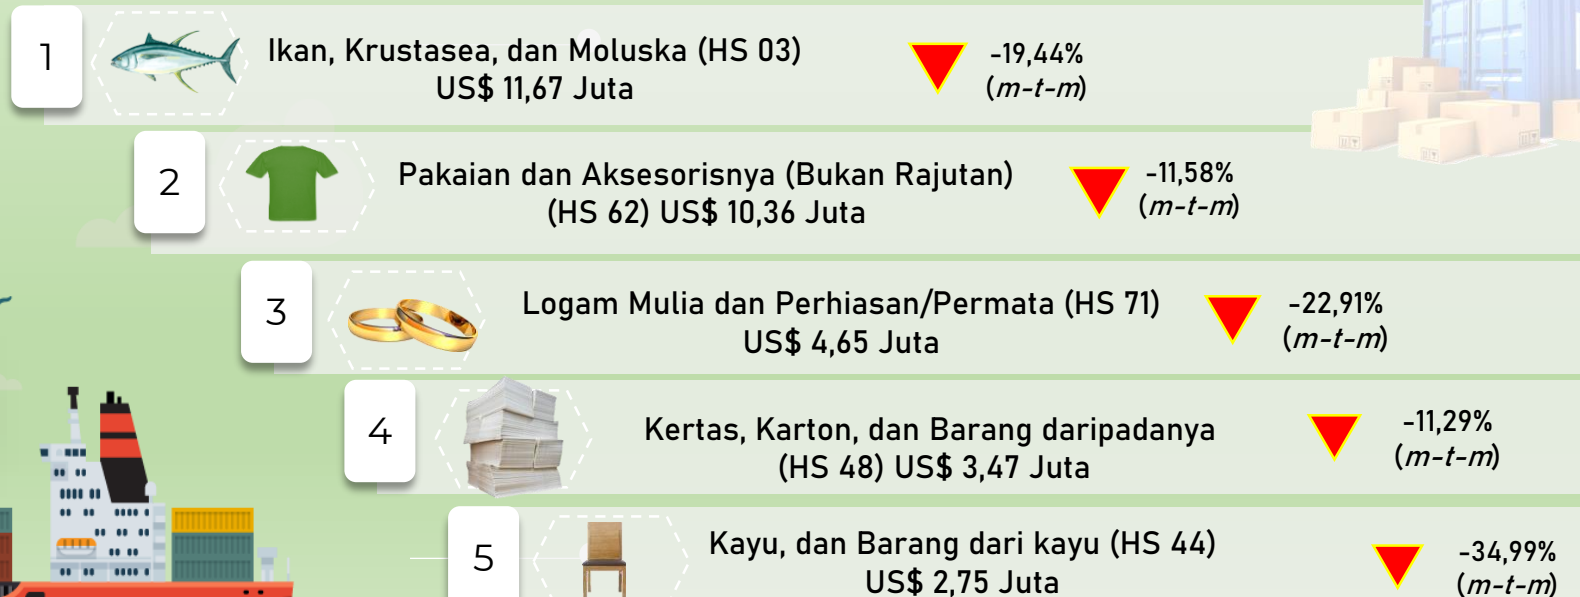 1
Ikan, Krustasea, dan Moluska (HS 03)
US$ 11,67 Juta
-19,44%
(m-t-m)
2
Pakaian dan Aksesorisnya (Bukan Rajutan)
(HS 62) US$ 10,36 Juta
-11,58%
(m-t-m)
3
Logam Mulia dan Perhiasan/Permata (HS 71)
US$ 4,65 Juta
-22,91%
(m-t-m)
4
Kertas, Karton, dan Barang daripadanya
(HS 48) US$ 3,47 Juta
-11,29%
(m-t-m)
5
Kayu, dan Barang dari kayu (HS 44)
US$ 2,75 Juta
-34,99%
(m-t-m)